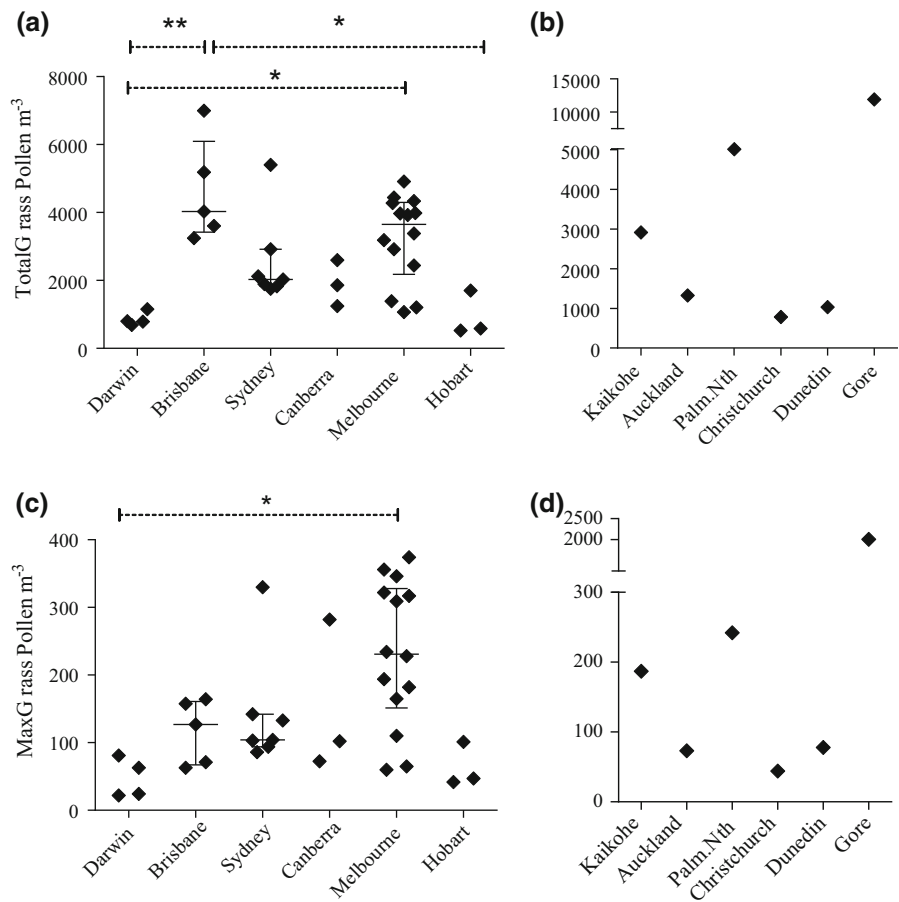 (a)
** *
*
TotalG rass Pollen m-3
8000
6000
4000
2000
0
Darwin
Brisbane
Sydney
Canberra
Melbourne
Hobart
(b)
15000
10000
5000
4000
3000
2000
1000
0
Kaikohe
Auckland
Palm.Nth
Christchurch
Dunedin
Gore
(c)
*
MaxG rass Pollen m-3
400
300
200
100
0
Darwin
Brisbane
Sydney
Canberra
Melbourne
Hobart
(d)
2500
2000
300
200
100
0
Kaikohe
Auckland
Palm.Nth
Christchurch
Dunedin
Gore